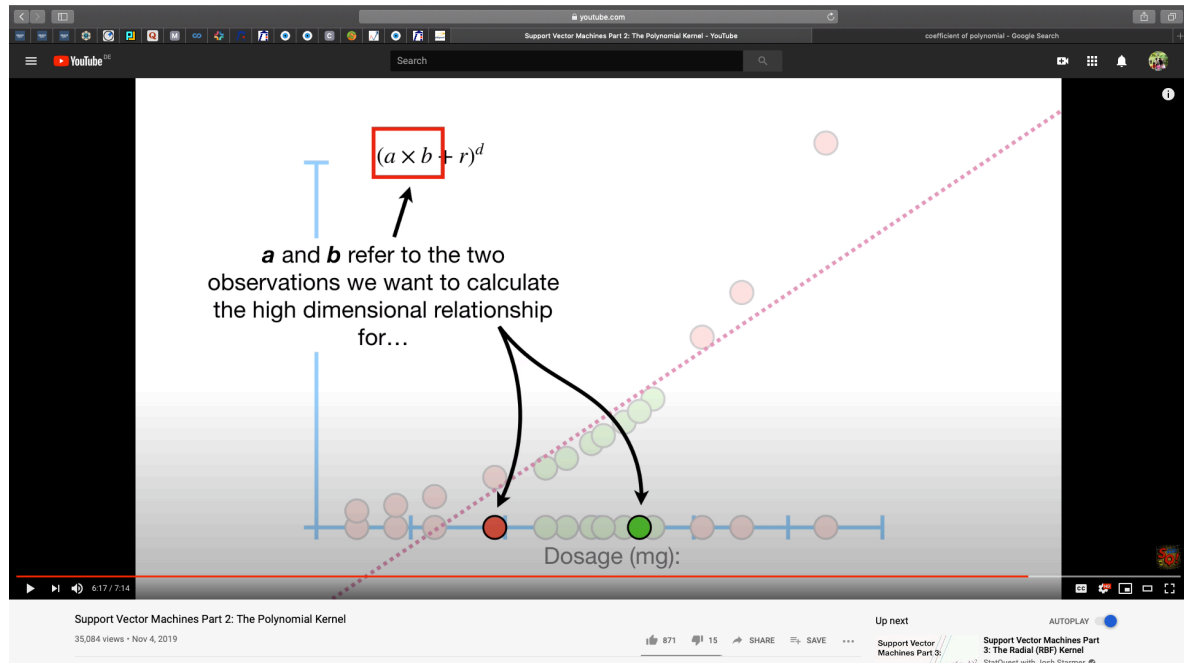 youtube.com
Support Vector Machines Part 2: The Polynomial Kernel - YouTube
coefficient of polynomial - Google Search
YouTube DE
Search
(a × b + r)^d
a and b refer to the two
observations we want to calculate
the high dimensional relationship
for…
Dosage (mg):
6:17 / 7:14
Support Vector Machines Part 2: The Polynomial Kernel
35,084 views • Nov 4, 2019
871
15
SHARE
SAVE
Up next
AUTOPLAY
Support Vector
Machines Part 3:
Support Vector Machines Part
3: The Radial (RBF) Kernel
StatQuest with Josh Starmer